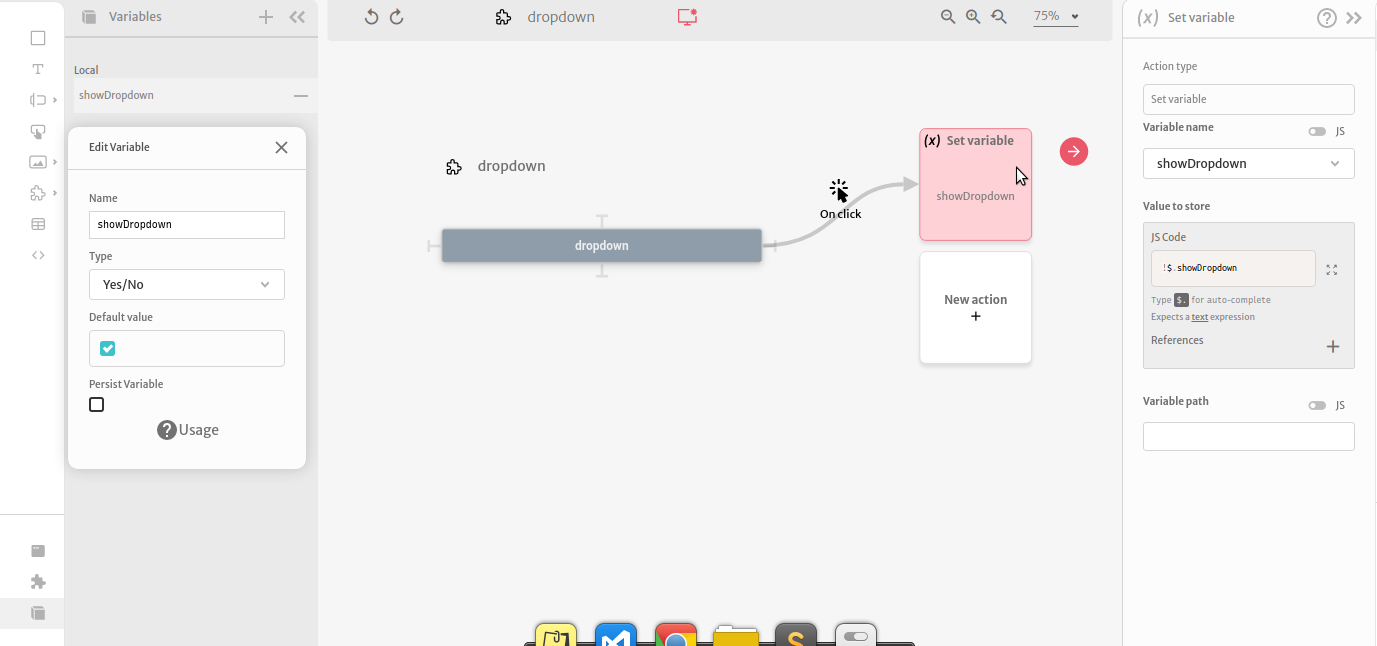 Variables
Local
showDropdown
Edit Variable
Name
showDropdown
Type
Yes/No
Default value
Persist Variable
? Usage
T
dropdown
75%
dropdown
dropdown
On click
(x) Set variable
showDropdown
New action
+
(x) Set variable
?
Action type
Set variable
Variable name
JS
showDropdown
Value to store
JS Code
!$.showDropdown
Type $. for auto-complete
Expects a text expression
References
Variable path
JS
S